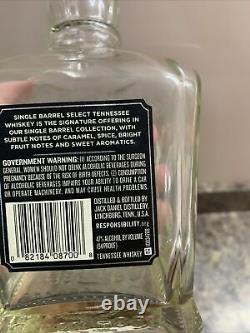 SINGLE BARREL SELECT TENNESSEE
WHISKEY IS THE SIGNATURE OFFERING IN
OUR SINGLE BARREL COLLECTION, WITH
SUBTLE NOTES OF CARAMEL, SPICE, BRIGHT
FRUIT NOTES AND SWEET AROMATICS.
GOVERNMENT WARNING: (1) ACCORDING TO THE SURGEON
GENERAL, WOMEN SHOULD NOT DRINK ALCOHOLIC BEVERAGES DURING
PREGNANCY BECAUSE OF THE RISK OF BIRTH DEFECTS. (2) CONSUMPTION
OF ALCOHOLIC BEVERAGES IMPAIRS YOUR ABILITY TO DRIVE A CAR
OR OPERATE MACHINERY, AND MAY CAUSE HEALTH PROBLEMS.
DISTILLED & BOTTLED BY
JACK DANIEL DISTILLERY,
LYNCHBURG, TENN., U.S.A.
RESPONSIBILITY.org
47% ALCOHOL BY VOLUME
(94 PROOF)
TENNESSEE WHISKEY
0 62184 08700 8